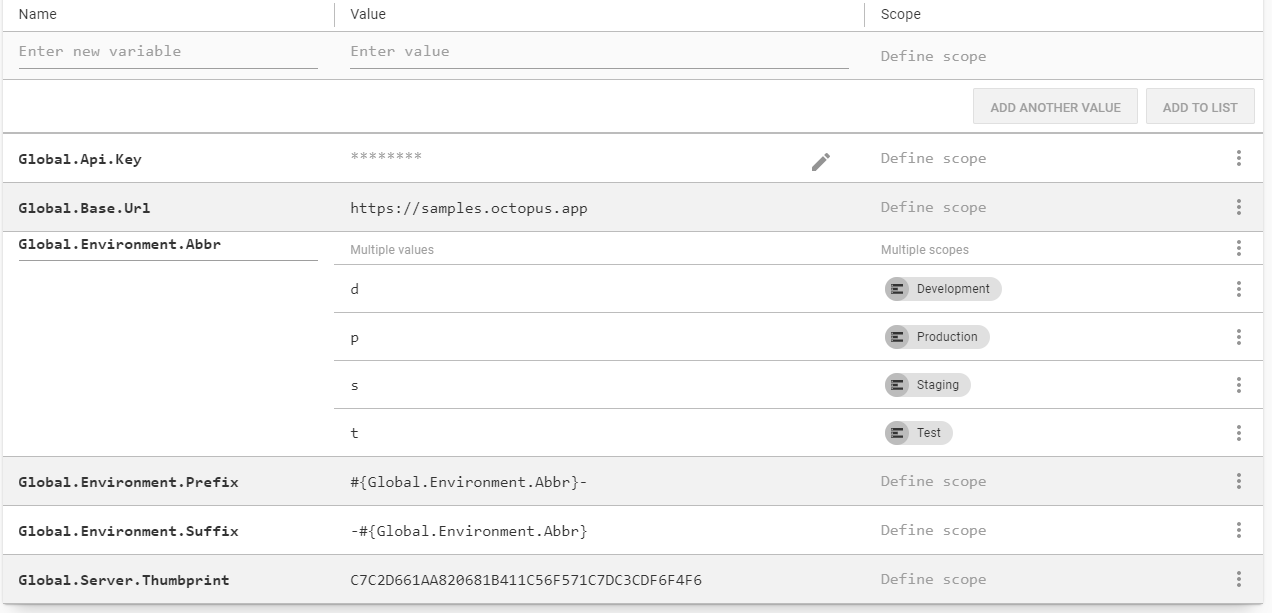 Name Value Scope
Enter new variable Enter value Define scope
ADD ANOTHER VALUE ADD TO LIST
Global.Api.Key ******** Define scope
Global.Base.Url https://samples.octopus.app Define scope
Global.Environment.Abbr Multiple values Multiple scopes
d Development
p Production
s Staging
t Test
Global.Environment.Prefix #{Global.Environment.Abbr}- Define scope
Global.Environment.Suffix -#{Global.Environment.Abbr} Define scope
Global.Server.Thumbprint C7C2D661AA820681B411C56F571C7DC3CDF6F4F6 Define scope